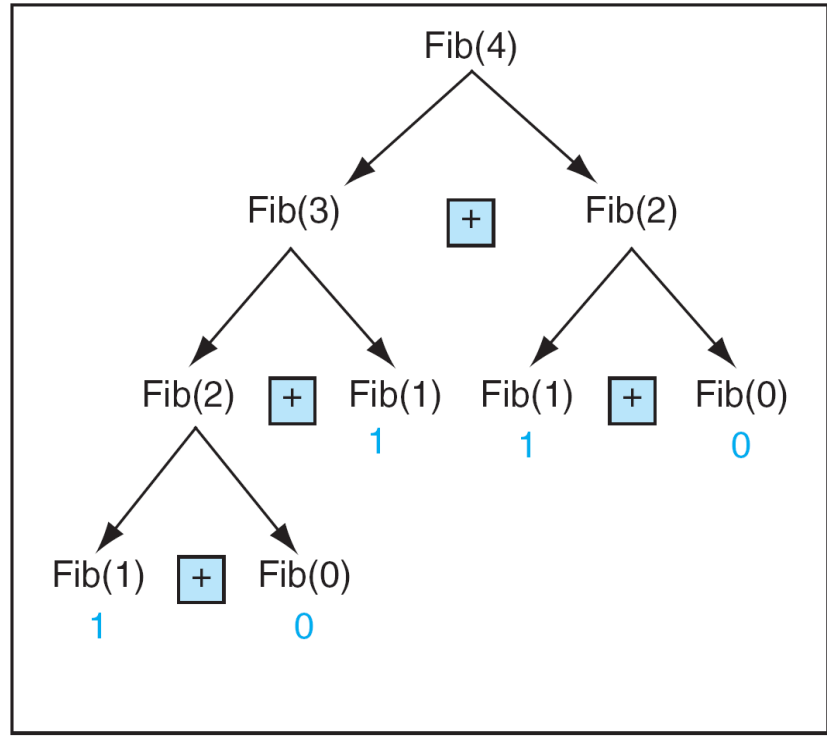 Fib(4)
Fib(3) + Fib(2)
Fib(2) + Fib(1) Fib(1) + Fib(0)
1 1 0
Fib(1) + Fib(0)
1 0